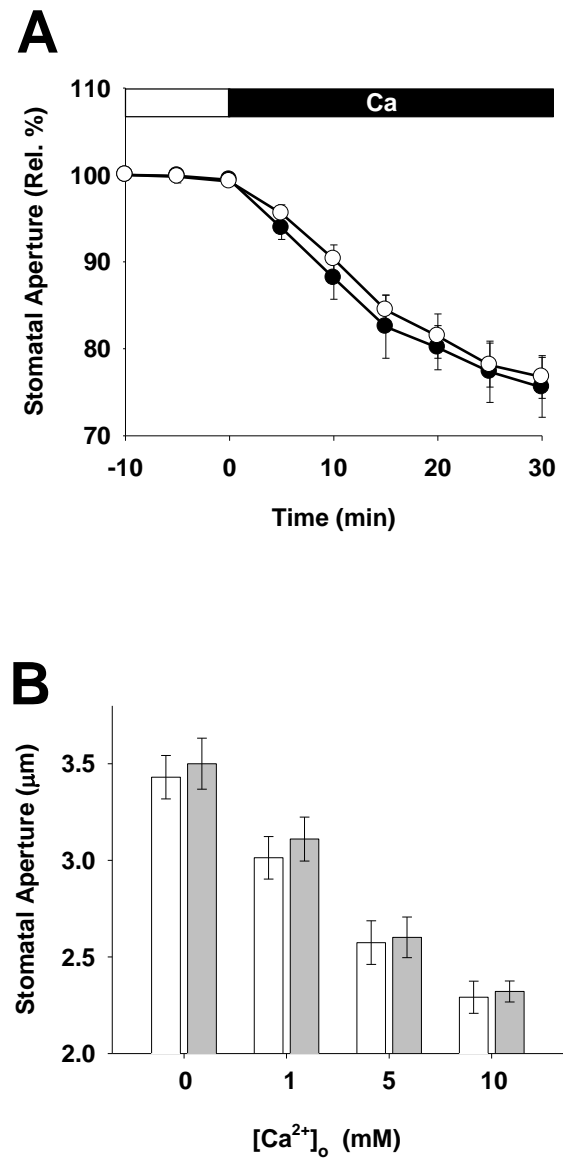 A
110
100
90
80
70
Stomatal Aperture (Rel. %)
Ca
-10 0 10 20 30
Time (min)
B
3.5
3.0
2.5
2.0
Stomatal Aperture (μm)
0 1 5 10
[Ca²⁺]ₒ (mM)